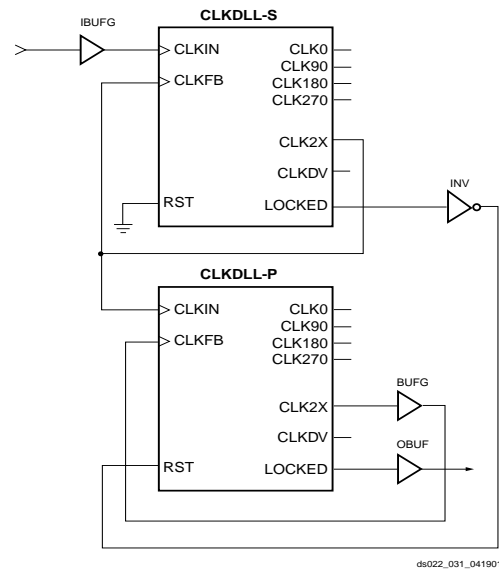 IBUFG
CLKDLL-S
CLKIN
CLKFB
RST
CLK0
CLK90
CLK180
CLK270
CLK2X
CLKDV
LOCKED
INV
CLKDLL-P
CLKIN
CLKFB
RST
CLK0
CLK90
CLK180
CLK270
CLK2X
CLKDV
LOCKED
BUFG
OBUF
ds022_031_041901